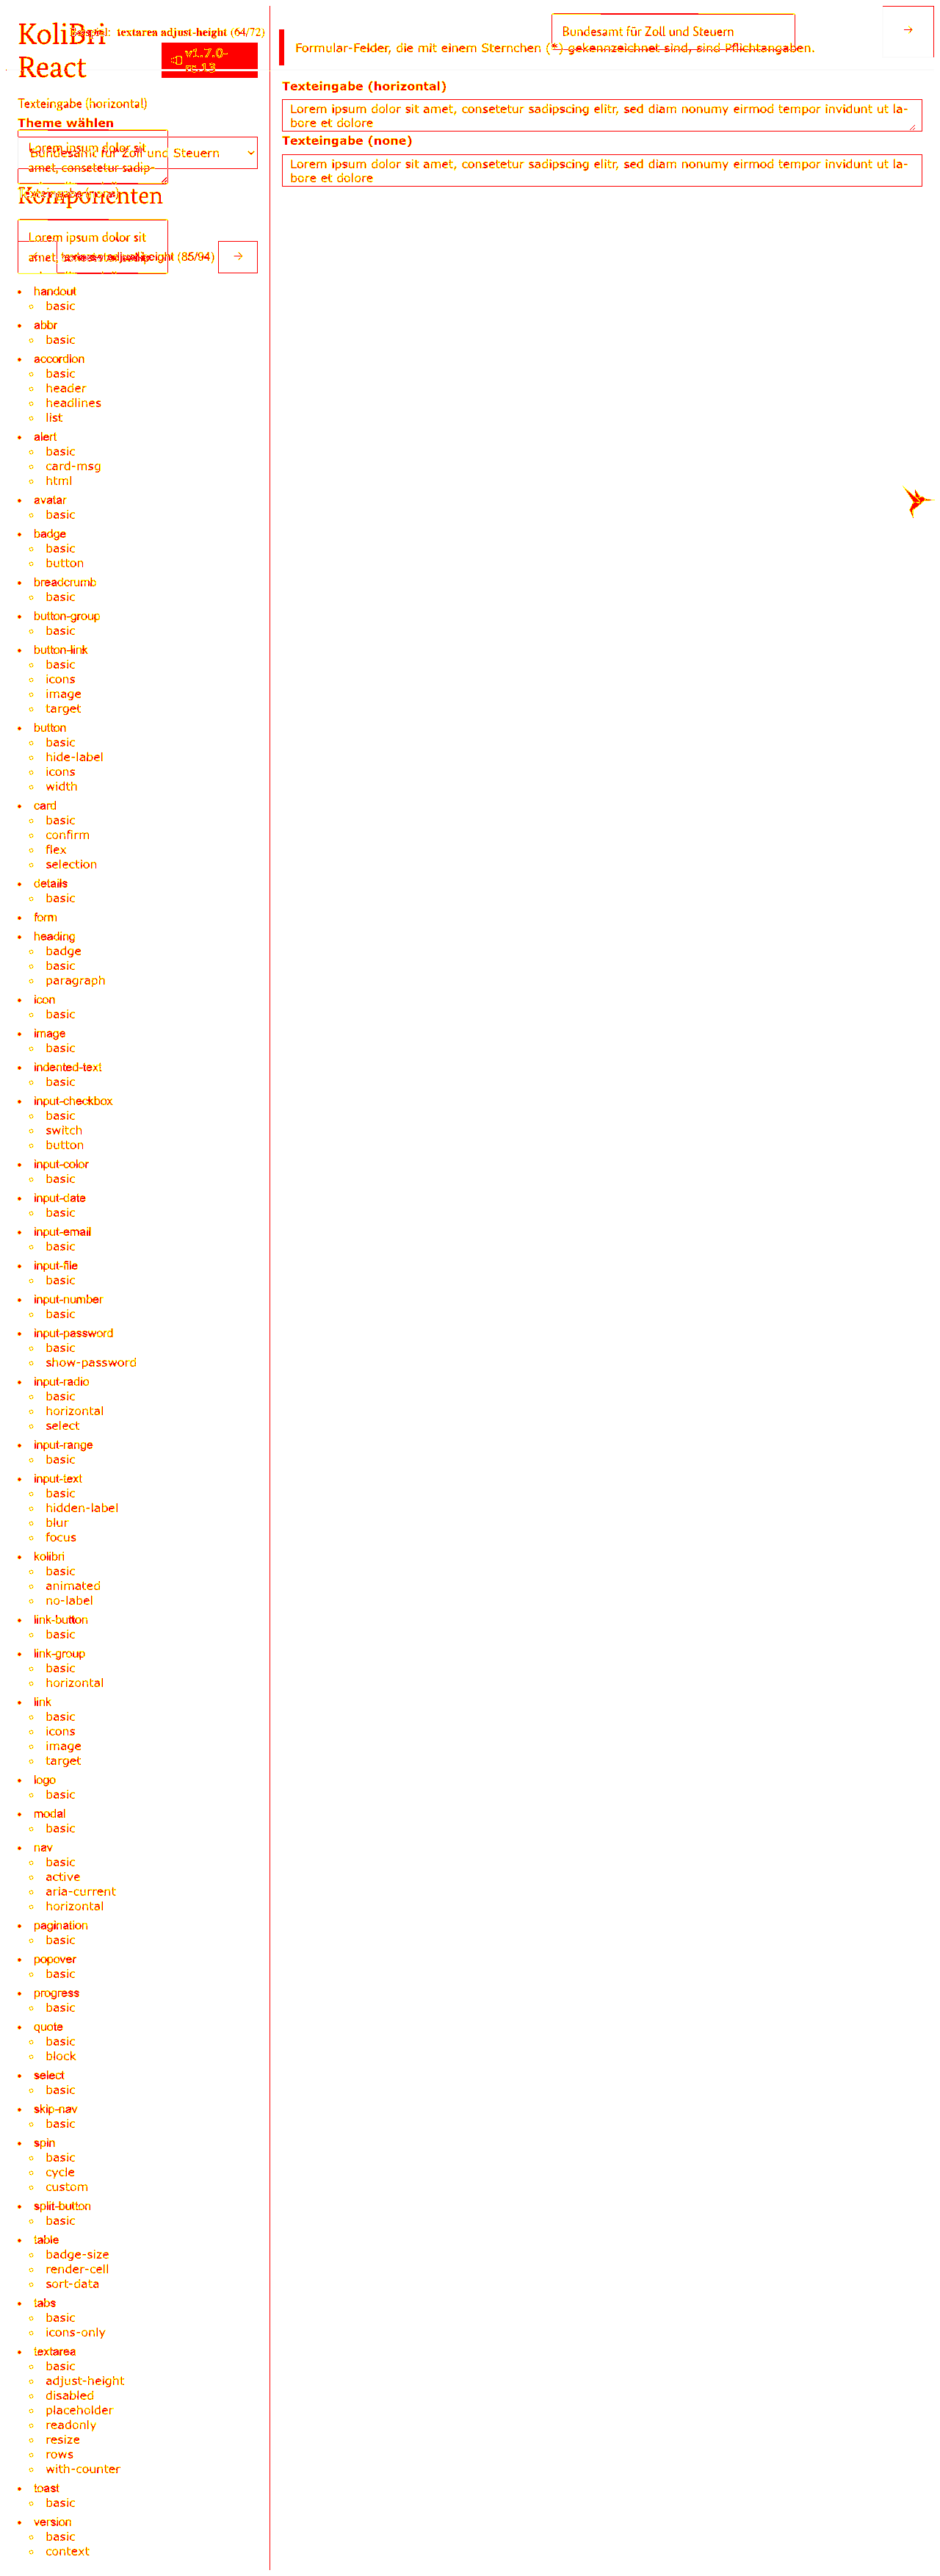 KoliBri
React
Beispiel: textarea adjust-height (64/72)
v1.7.0-
rc.13
Bundesamt für Zoll und Steuern
→
Formular-Felder, die mit einem Sternchen (*) gekennzeichnet sind, sind Pflichtangaben.
Texteingabe (horizontal)
Lorem ipsum dolor sit amet, consetetur sadipscing elitr, sed diam nonumy eirmod tempor invidunt ut la-
bore et dolore
Texteingabe (none)
Lorem ipsum dolor sit amet, consetetur sadipscing elitr, sed diam nonumy eirmod tempor invidunt ut la-
bore et dolore
Texteingabe (horizontal)
Theme wählen
Lorem ipsum dolor sit
Bundesamt für Zoll und Steuern
amet, consetetur sadip-
Komponenten
Lorem ipsum dolor sit
textarea adjust-height (85/94)
→
handout
basic
abbr
basic
accordion
basic
header
headlines
list
alert
basic
card-msg
html
avatar
basic
badge
basic
button
breadcrumb
basic
button-group
basic
button-link
basic
icons
image
target
button
basic
hide-label
icons
width
card
basic
confirm
flex
selection
details
basic
form
heading
badge
basic
paragraph
icon
basic
image
basic
indented-text
basic
input-checkbox
basic
switch
button
input-color
basic
input-date
basic
input-email
basic
input-file
basic
input-number
basic
input-password
basic
show-password
input-radio
basic
horizontal
select
input-range
basic
input-text
basic
hidden-label
blur
focus
kolibri
basic
animated
no-label
link-button
basic
link-group
basic
horizontal
link
basic
icons
image
target
logo
basic
modal
basic
nav
basic
active
aria-current
horizontal
pagination
basic
popover
basic
progress
basic
quote
basic
block
select
basic
skip-nav
basic
spin
basic
cycle
custom
split-button
basic
table
badge-size
render-cell
sort-data
tabs
basic
icons-only
textarea
basic
adjust-height
disabled
placeholder
readonly
resize
rows
with-counter
toast
basic
version
basic
context